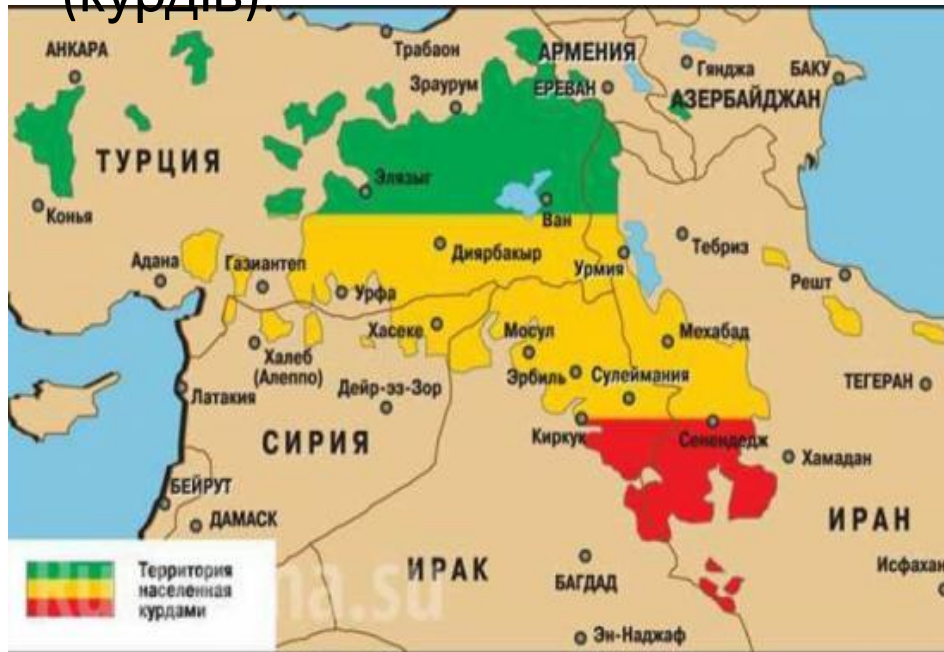 (курдів).
АНКАРА
Трабаон
АРМЕНИЯ
Гянджа
БАКУ
Зраурум
ЕРЕВАН
АЗЕРБАЙДЖАН
ТУРЦИЯ
Элязыг
Ван
Конья
Диярбакыр
Урмия
Тебриз
Адана
Газиантеп
Решт
Урфа
Хасеке
Мосул
Мехабад
Халеб
(Алеппо)
Эрбиль
Сулеймания
ТЕГЕРАН
Латакия
Дейр-эз-Зор
СИРИЯ
Киркук
Сенендедж
Хамадан
БЕЙРУТ
ДАМАСК
ИРАН
ИРАК
БАГДАД
Исфахан
Эн-Наджаф
Территория
населенная
курдами